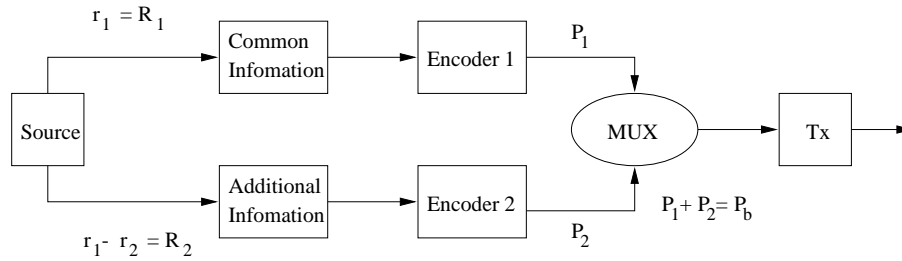 r₁ = R₁
Common
Infomation
Encoder 1
P₁
Source
MUX
Tx
Additional
Infomation
Encoder 2
P₂
P₁+ P₂= P_b
r₁- r₂ = R₂